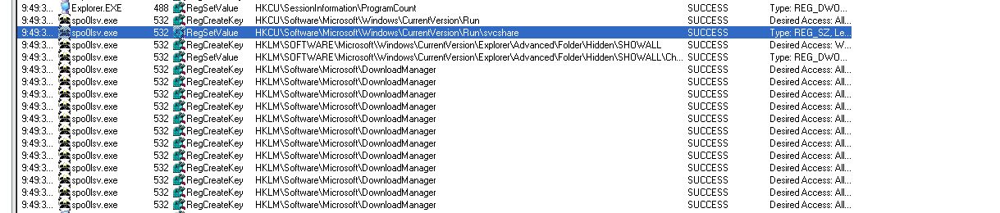 9:49:3... Explorer.EXE 488 RegSetValue HKCU\SessionInformation\ProgramCount SUCCESS Type: REG_DWO...
9:49:3... spo0lsv.exe 532 RegCreateKey HKCU\Software\Microsoft\Windows\CurrentVersion\Run SUCCESS Desired Access: All...
9:49:3... spo0lsv.exe 532 RegSetValue HKCU\Software\Microsoft\Windows\CurrentVersion\Run\svcshare SUCCESS Type: REG_SZ, Le...
9:49:3... spo0lsv.exe 532 RegCreateKey HKLM\SOFTWARE\Microsoft\Windows\CurrentVersion\Explorer\Advanced\Folder\Hidden\SHOWALL SUCCESS Desired Access: W...
9:49:3... spo0lsv.exe 532 RegSetValue HKLM\SOFTWARE\Microsoft\Windows\CurrentVersion\Explorer\Advanced\Folder\Hidden\SHOWALL\Ch... SUCCESS Type: REG_DWO...
9:49:3... spo0lsv.exe 532 RegCreateKey HKLM\Software\Microsoft\DownloadManager SUCCESS Desired Access: All...
9:49:3... spo0lsv.exe 532 RegCreateKey HKLM\Software\Microsoft\DownloadManager SUCCESS Desired Access: All...
9:49:3... spo0lsv.exe 532 RegCreateKey HKLM\Software\Microsoft\DownloadManager SUCCESS Desired Access: All...
9:49:3... spo0lsv.exe 532 RegCreateKey HKLM\Software\Microsoft\DownloadManager SUCCESS Desired Access: All...
9:49:3... spo0lsv.exe 532 RegCreateKey HKLM\Software\Microsoft\DownloadManager SUCCESS Desired Access: All...
9:49:3... spo0lsv.exe 532 RegCreateKey HKLM\Software\Microsoft\DownloadManager SUCCESS Desired Access: All...
9:49:3... spo0lsv.exe 532 RegCreateKey HKLM\Software\Microsoft\DownloadManager SUCCESS Desired Access: All...
9:49:3... spo0lsv.exe 532 RegCreateKey HKLM\Software\Microsoft\DownloadManager SUCCESS Desired Access: All...
9:49:3... spo0lsv.exe 532 RegCreateKey HKLM\Software\Microsoft\DownloadManager SUCCESS Desired Access: All...
9:49:3... spo0lsv.exe 532 RegCreateKey HKLM\Software\Microsoft\DownloadManager SUCCESS Desired Access: All...
9:49:3... spo0lsv.exe 532 RegCreateKey HKLM\Software\Microsoft\DownloadManager SUCCESS Desired Access: All...
9:49:3... spo0lsv.exe 532 RegCreateKey HKLM\Software\Microsoft\DownloadManager SUCCESS Desired Access: All...